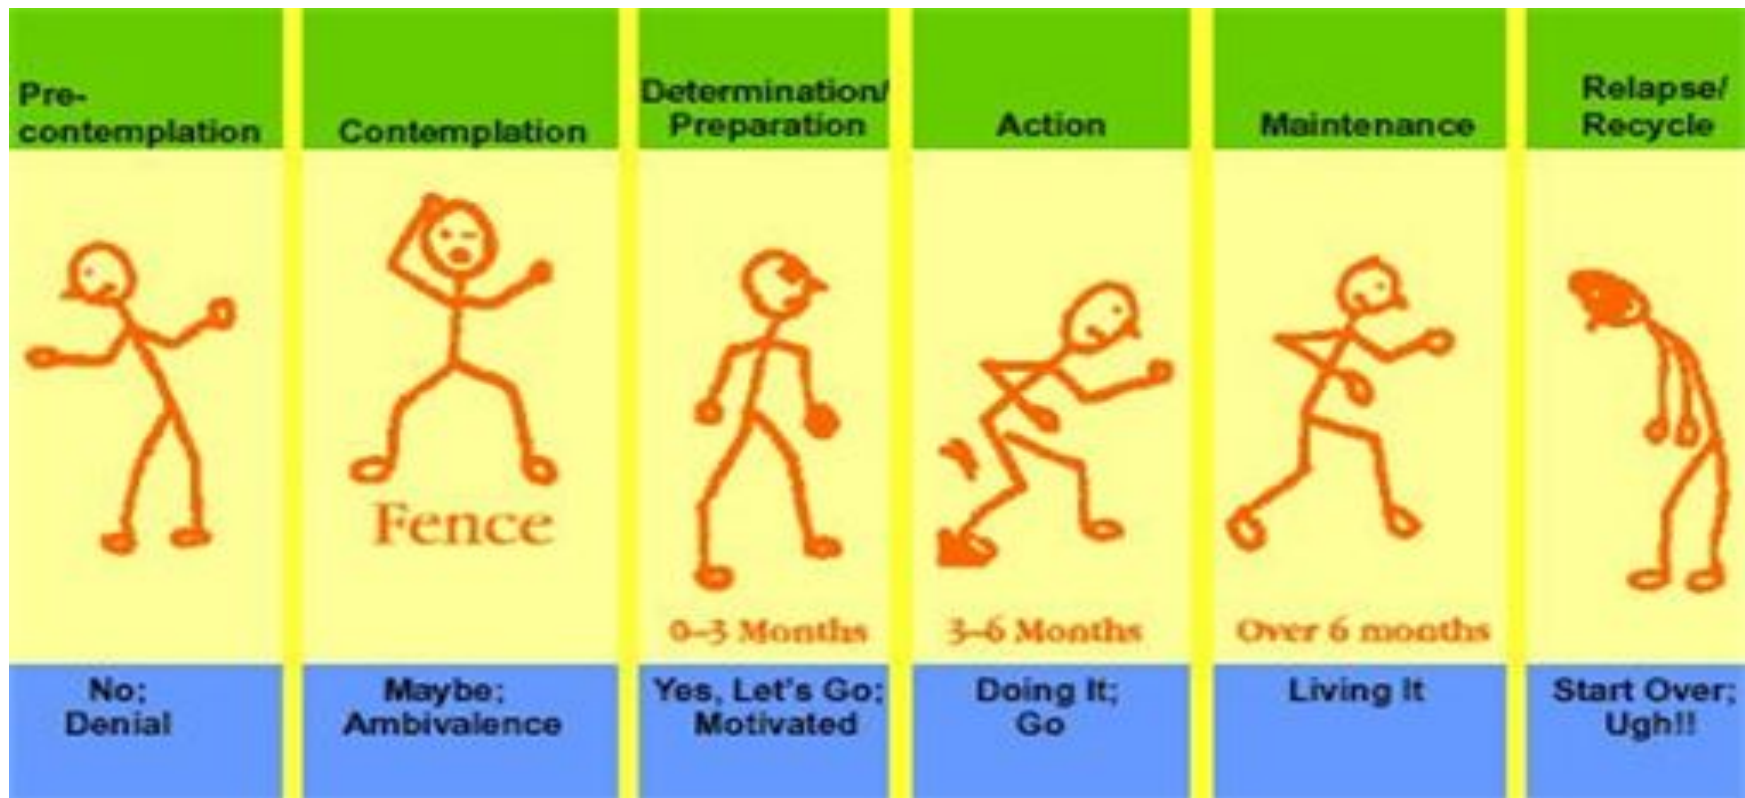 Pre-
contemplation
Contemplation
Determination/
Preparation
Action
Maintenance
Relapse/
Recycle
Fence
0-3 Months
3-6 Months
Over 6 months
No;
Denial
Maybe;
Ambivalence
Yes, Let's Go;
Motivated
Doing It;
Go
Living It
Start Over;
Ugh!!